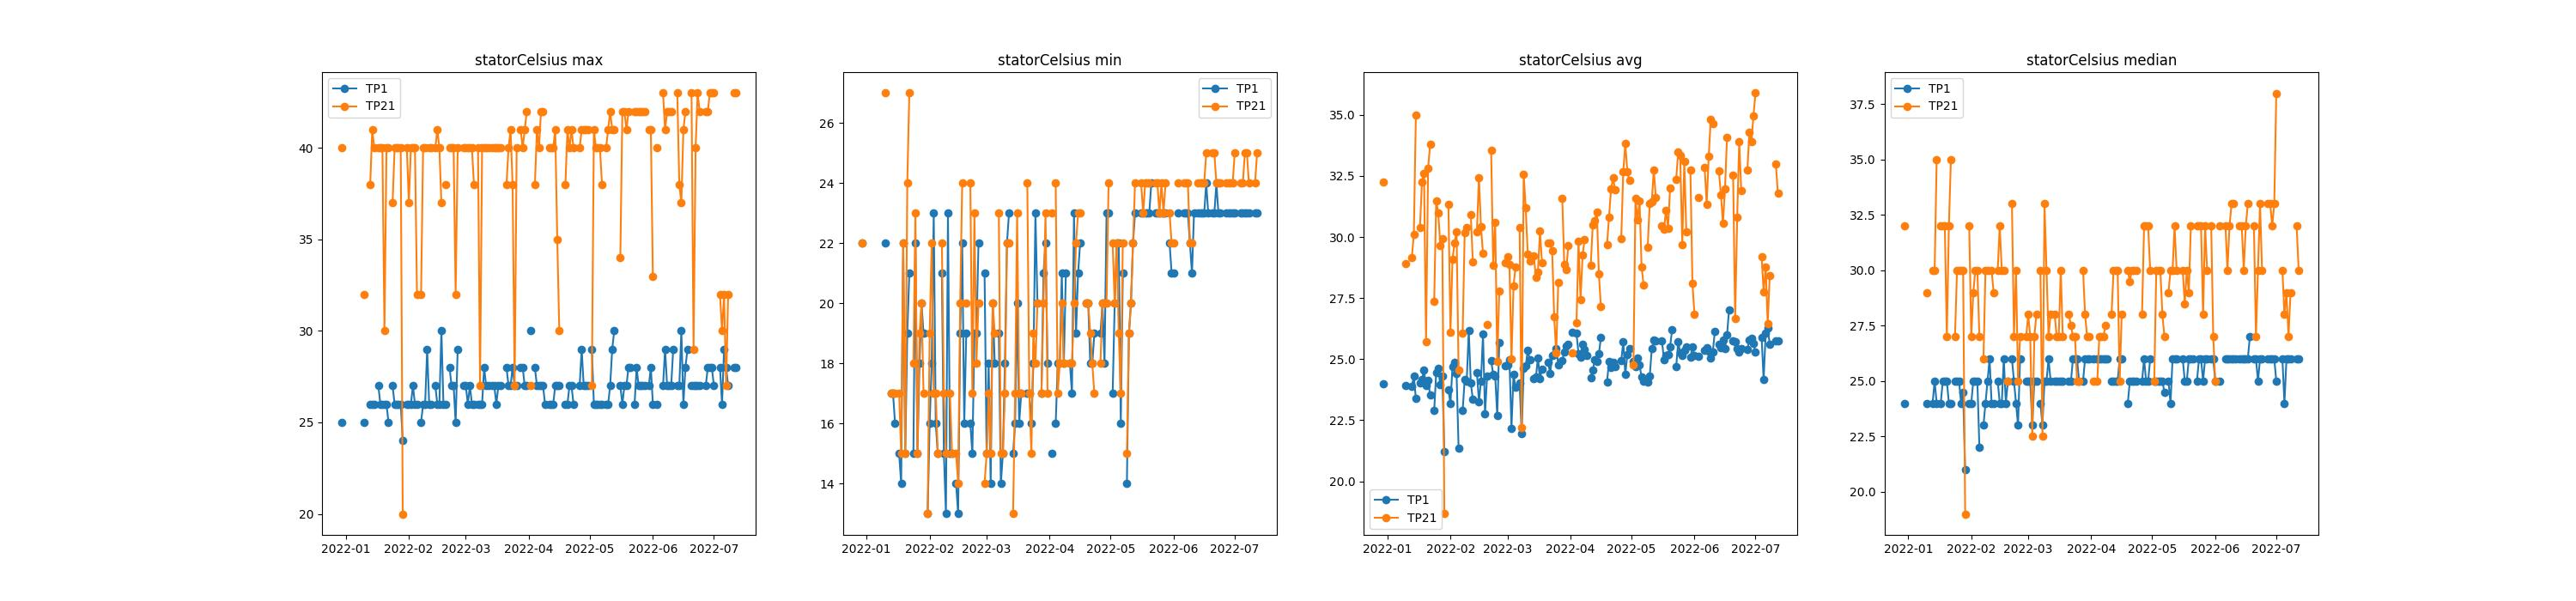 statorCelsius max
TP1
TP21
40
35
30
25
20
2022-01 2022-02 2022-03 2022-04 2022-05 2022-06 2022-07
statorCelsius min
TP1
TP21
26
24
22
20
18
16
14
2022-01 2022-02 2022-03 2022-04 2022-05 2022-06 2022-07
statorCelsius avg
35.0
32.5
30.0
27.5
25.0
22.5
20.0
TP1
TP21
2022-01 2022-02 2022-03 2022-04 2022-05 2022-06 2022-07
statorCelsius median
TP1
TP21
37.5
35.0
32.5
30.0
27.5
25.0
22.5
20.0
2022-01 2022-02 2022-03 2022-04 2022-05 2022-06 2022-07